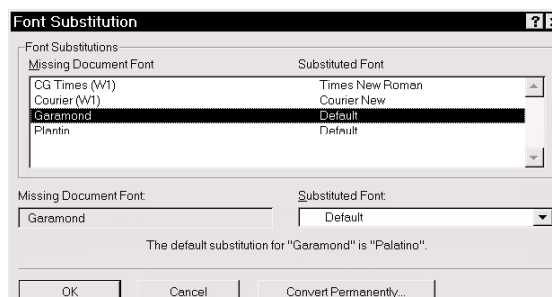 Font Substitution ?
Font Substitutions
Missing Document Font Substituted Font
CG Times (W1) Times New Roman
Courier (W1) Courier New
Garamond Default
Plantin Default
Missing Document Font: Substituted Font:
Garamond Default
The default substitution for "Garamond" is "Palatino".
OK Cancel Convert Permanently...